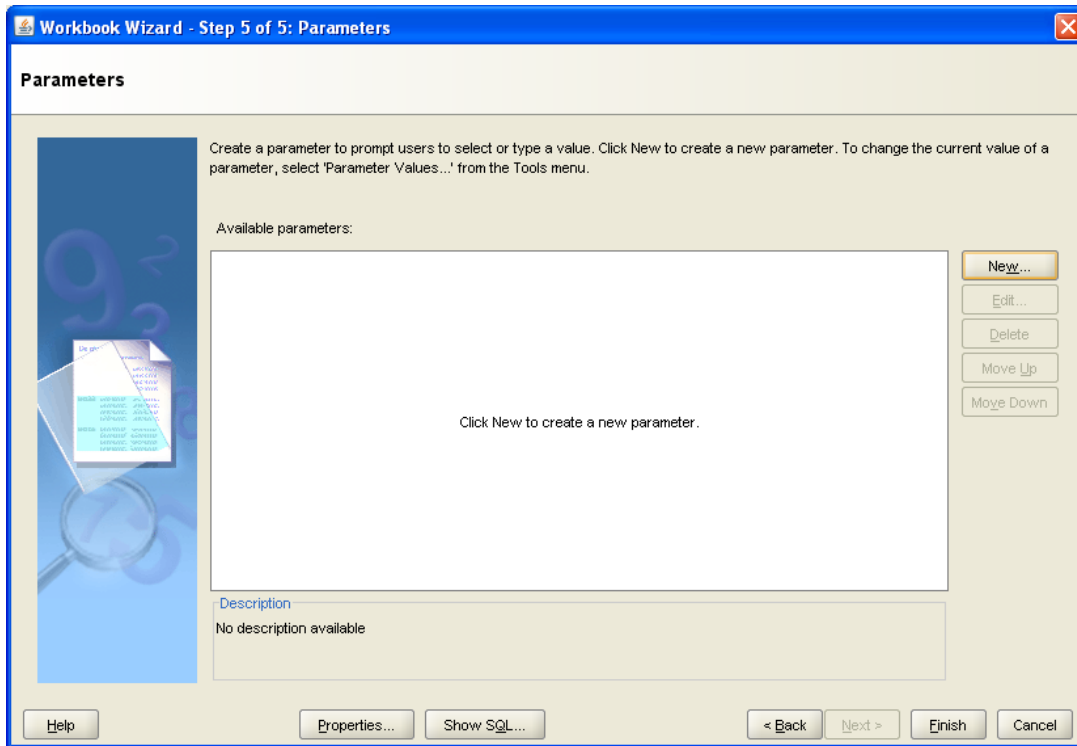 Workbook Wizard - Step 5 of 5: Parameters
Parameters
Create a parameter to prompt users to select or type a value. Click New to create a new parameter. To change the current value of a
parameter, select 'Parameter Values...' from the Tools menu.
Available parameters:
New...
Edit...
Delete
Move Up
Move Down
Click New to create a new parameter.
Description
No description available
Help
Properties...
Show SQL...
< Back
Next >
Finish
Cancel